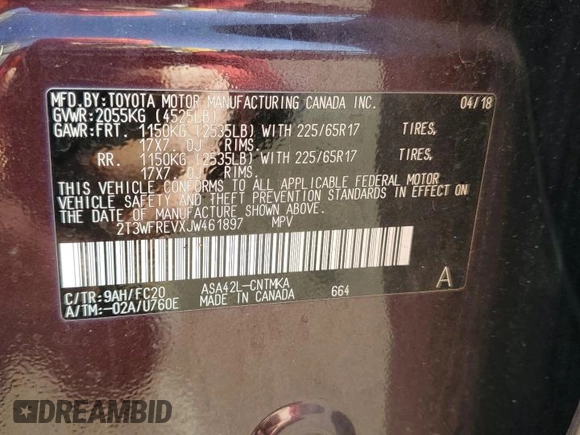 MFD.BY:TOYOTA MOTOR MANUFACTURING CANADA INC. 04/18
GVWR:2055KG (4525LB)
GAWR:FRT. 1150KG (2535LB) WITH 225/65R17 TIRES,
17X7. 0J RIMS.
RR. 1150KG (2535LB) WITH 225/65R17 TIRES,
17X7. 0J RIMS.
THIS VEHICLE CONFORMS TO ALL APPLICABLE FEDERAL MOTOR
VEHICLE SAFETY AND BUMPER STANDARDS IN EFFECT ON
THE DATE OF MANUFACTURE SHOWN ABOVE.
2T3WFREVXJW461897 MPV
C/TR:9AH/FC20 ASA42L-CNTMKA A
A/TM:-02A/U760E MADE IN CANADA 664
DREAMBID